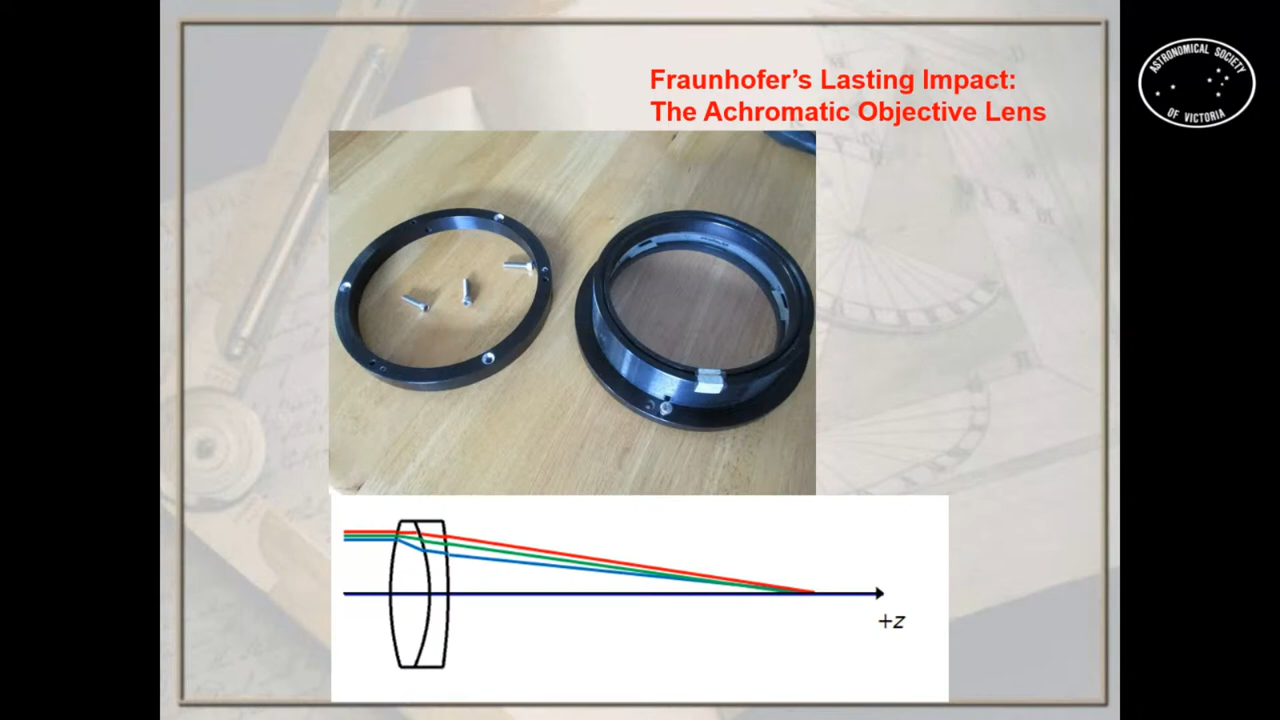 Fraunhofer’s Lasting Impact:
The Achromatic Objective Lens
ASTRONOMICAL SOCIETY
OF VICTORIA
+z